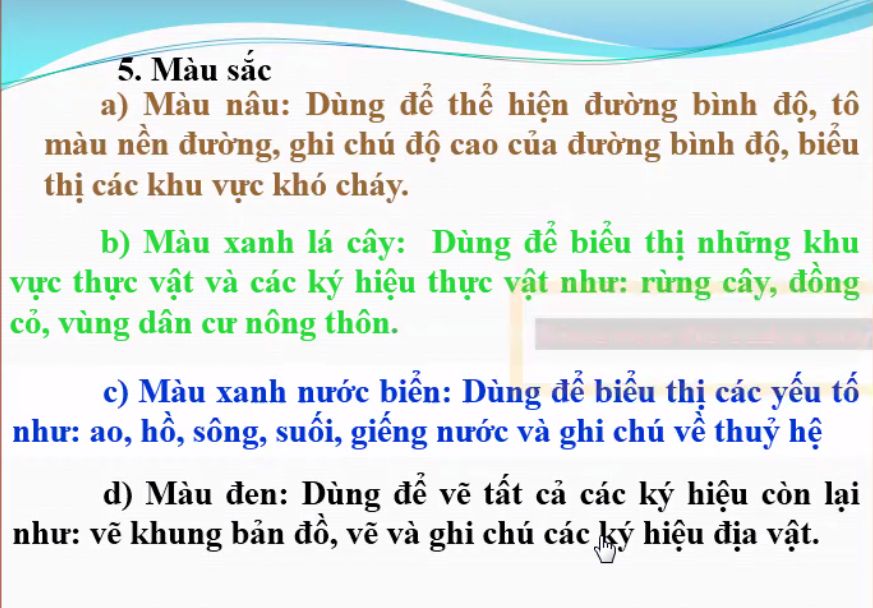 5. Màu sắc
a) Màu nâu: Dùng để thể hiện đường bình độ, tô
màu nền đường, ghi chú độ cao của đường bình độ, biểu
thị các khu vực khó cháy.
b) Màu xanh lá cây: Dùng để biểu thị những khu
vực thực vật và các ký hiệu thực vật như: rừng cây, đồng
cỏ, vùng dân cư nông thôn.
c) Màu xanh nước biển: Dùng để biểu thị các yếu tố
như: ao, hồ, sông, suối, giếng nước và ghi chú về thuỷ hệ
d) Màu đen: Dùng để vẽ tất cả các ký hiệu còn lại
như: vẽ khung bản đồ, vẽ và ghi chú các ký hiệu địa vật.